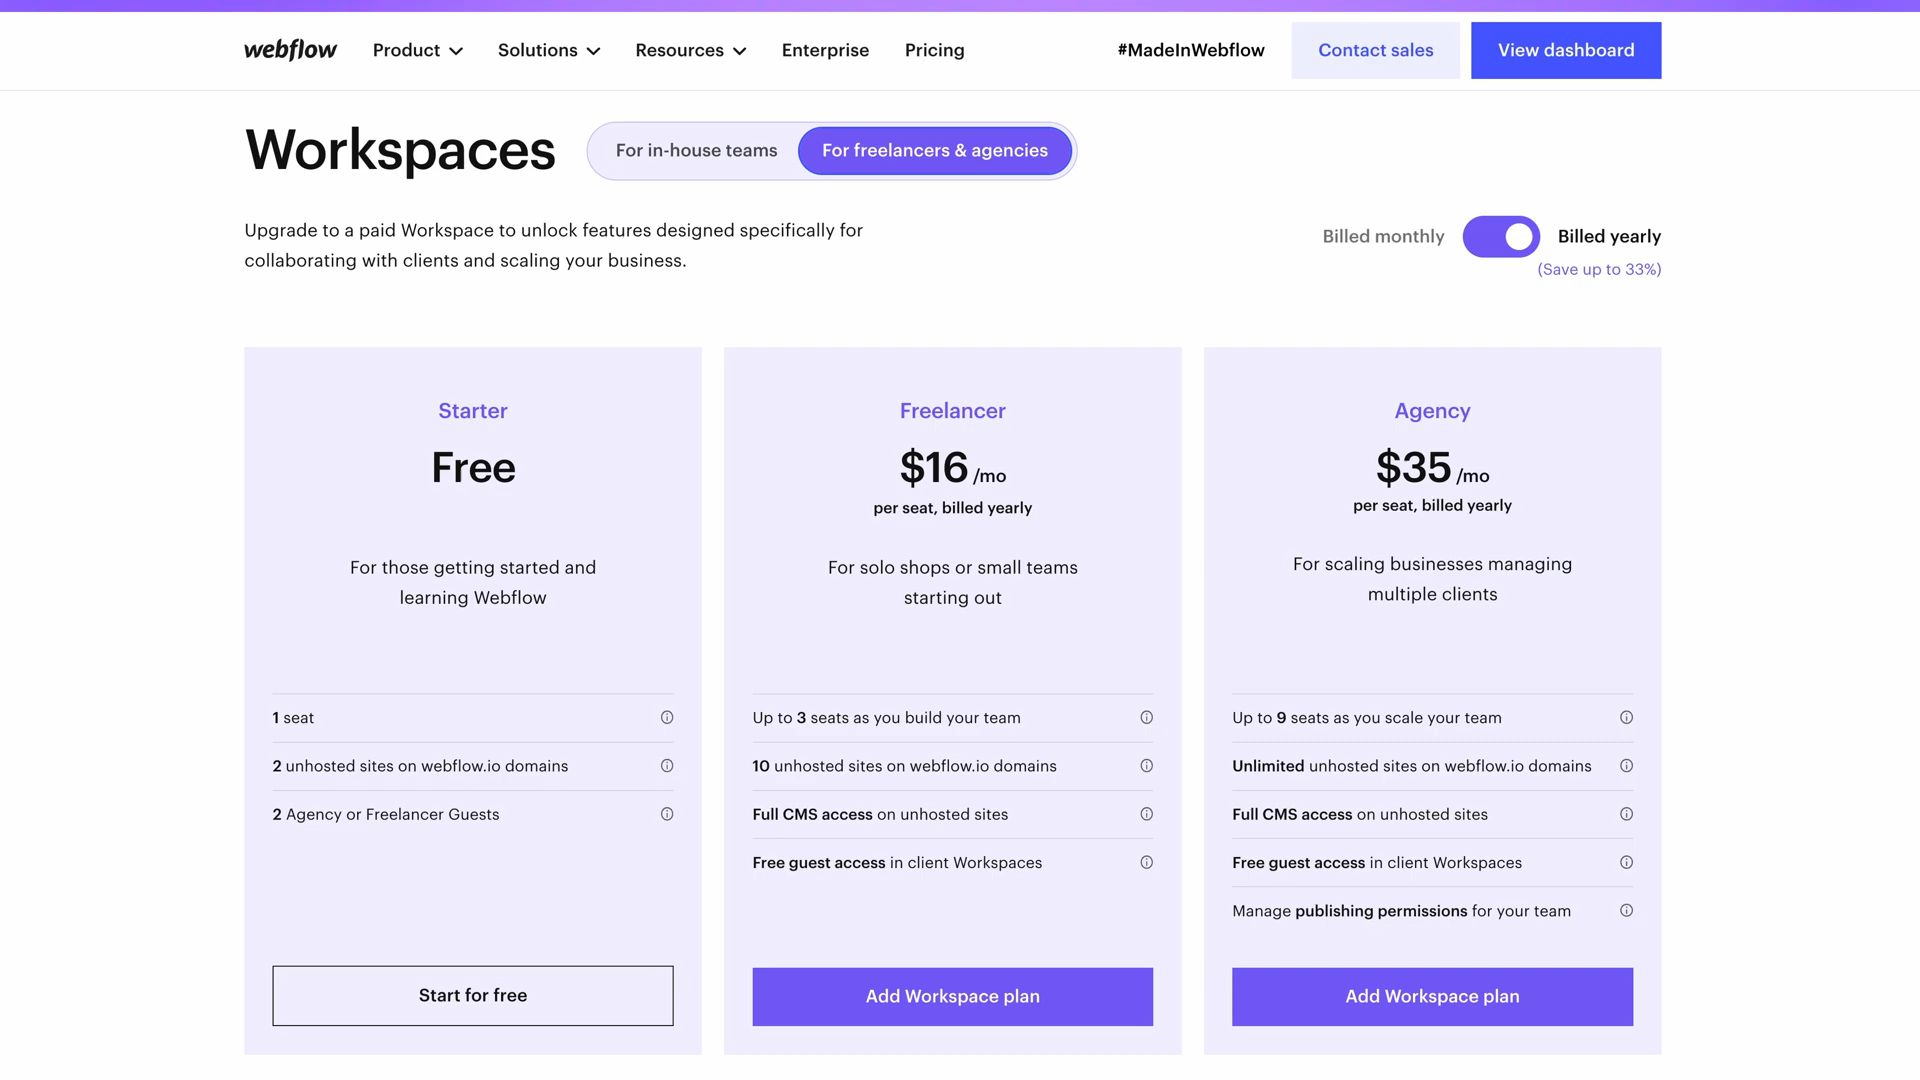 webflow
Product
Solutions
Resources
Enterprise
Pricing
#MadeInWebflow
Contact sales
View dashboard
Workspaces
For in-house teams
For freelancers & agencies
Upgrade to a paid Workspace to unlock features designed specifically for
collaborating with clients and scaling your business.
Billed monthly
Billed yearly
(Save up to 33%)
Starter
Free
For those getting started and
learning Webflow
1 seat
2 unhosted sites on webflow.io domains
2 Agency or Freelancer Guests
Start for free
Freelancer
$16 /mo
per seat, billed yearly
For solo shops or small teams
starting out
Up to 3 seats as you build your team
10 unhosted sites on webflow.io domains
Full CMS access on unhosted sites
Free guest access in client Workspaces
Add Workspace plan
Agency
$35 /mo
per seat, billed yearly
For scaling businesses managing
multiple clients
Up to 9 seats as you scale your team
Unlimited unhosted sites on webflow.io domains
Full CMS access on unhosted sites
Free guest access in client Workspaces
Manage publishing permissions for your team
Add Workspace plan